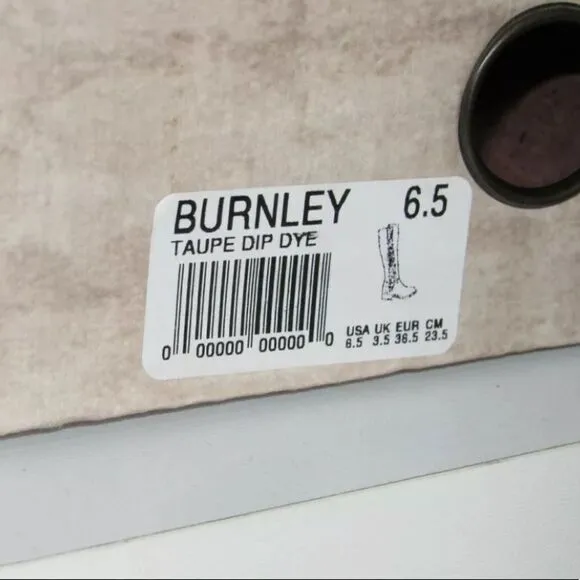 BURNLEY 6.5
TAUPE DIP DYE
0 00000 00000 0
USA UK EUR CM
6.5 3.5 36.5 23.5